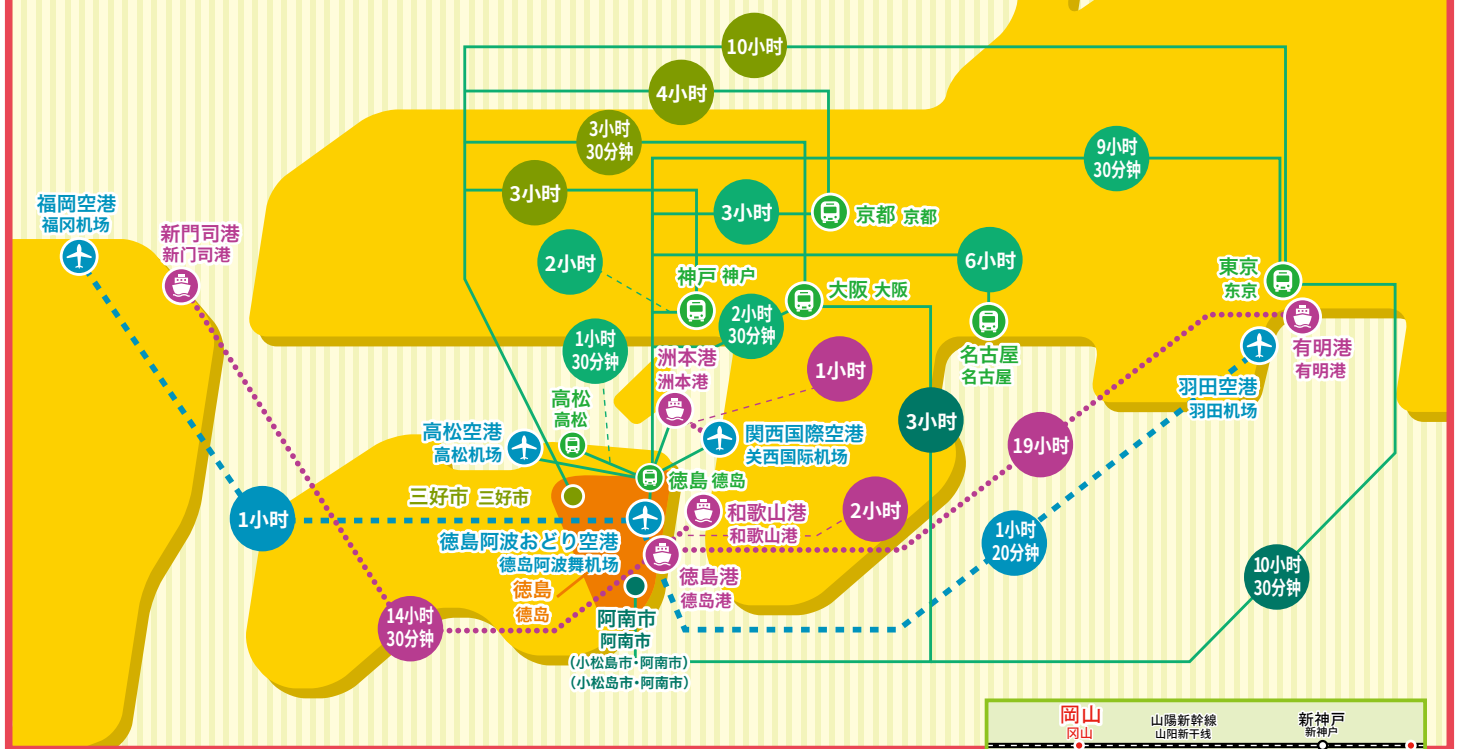 10小时
4小时
3小时
30分钟
9小时
30分钟
3小时
3小时
福岡空港
福冈机场
新門司港
新门司港
京都 京都
2小时
6小时
神戸 神户
東京
东京
大阪 大阪
2小时
30分钟
1小时
30分钟
名古屋
名古屋
有明港
有明港
洲本港
洲本港
1小时
羽田空港
羽田机场
高松
高松
3小时
高松空港
高松机场
関西国際空港
关西国际机场
19小时
徳島 德岛
三好市 三好市
1小时
和歌山港
和歌山港
2小时
徳島阿波おどり空港
德岛阿波舞机场
1小时
20分钟
徳島
德岛
徳島港
德岛港
10小时
30分钟
14小时
30分钟
阿南市
阿南市
（小松島市・阿南市）
（小松岛市・阿南市）
岡山
冈山
山陽新幹線
山阳新干线
新神戸
新神户